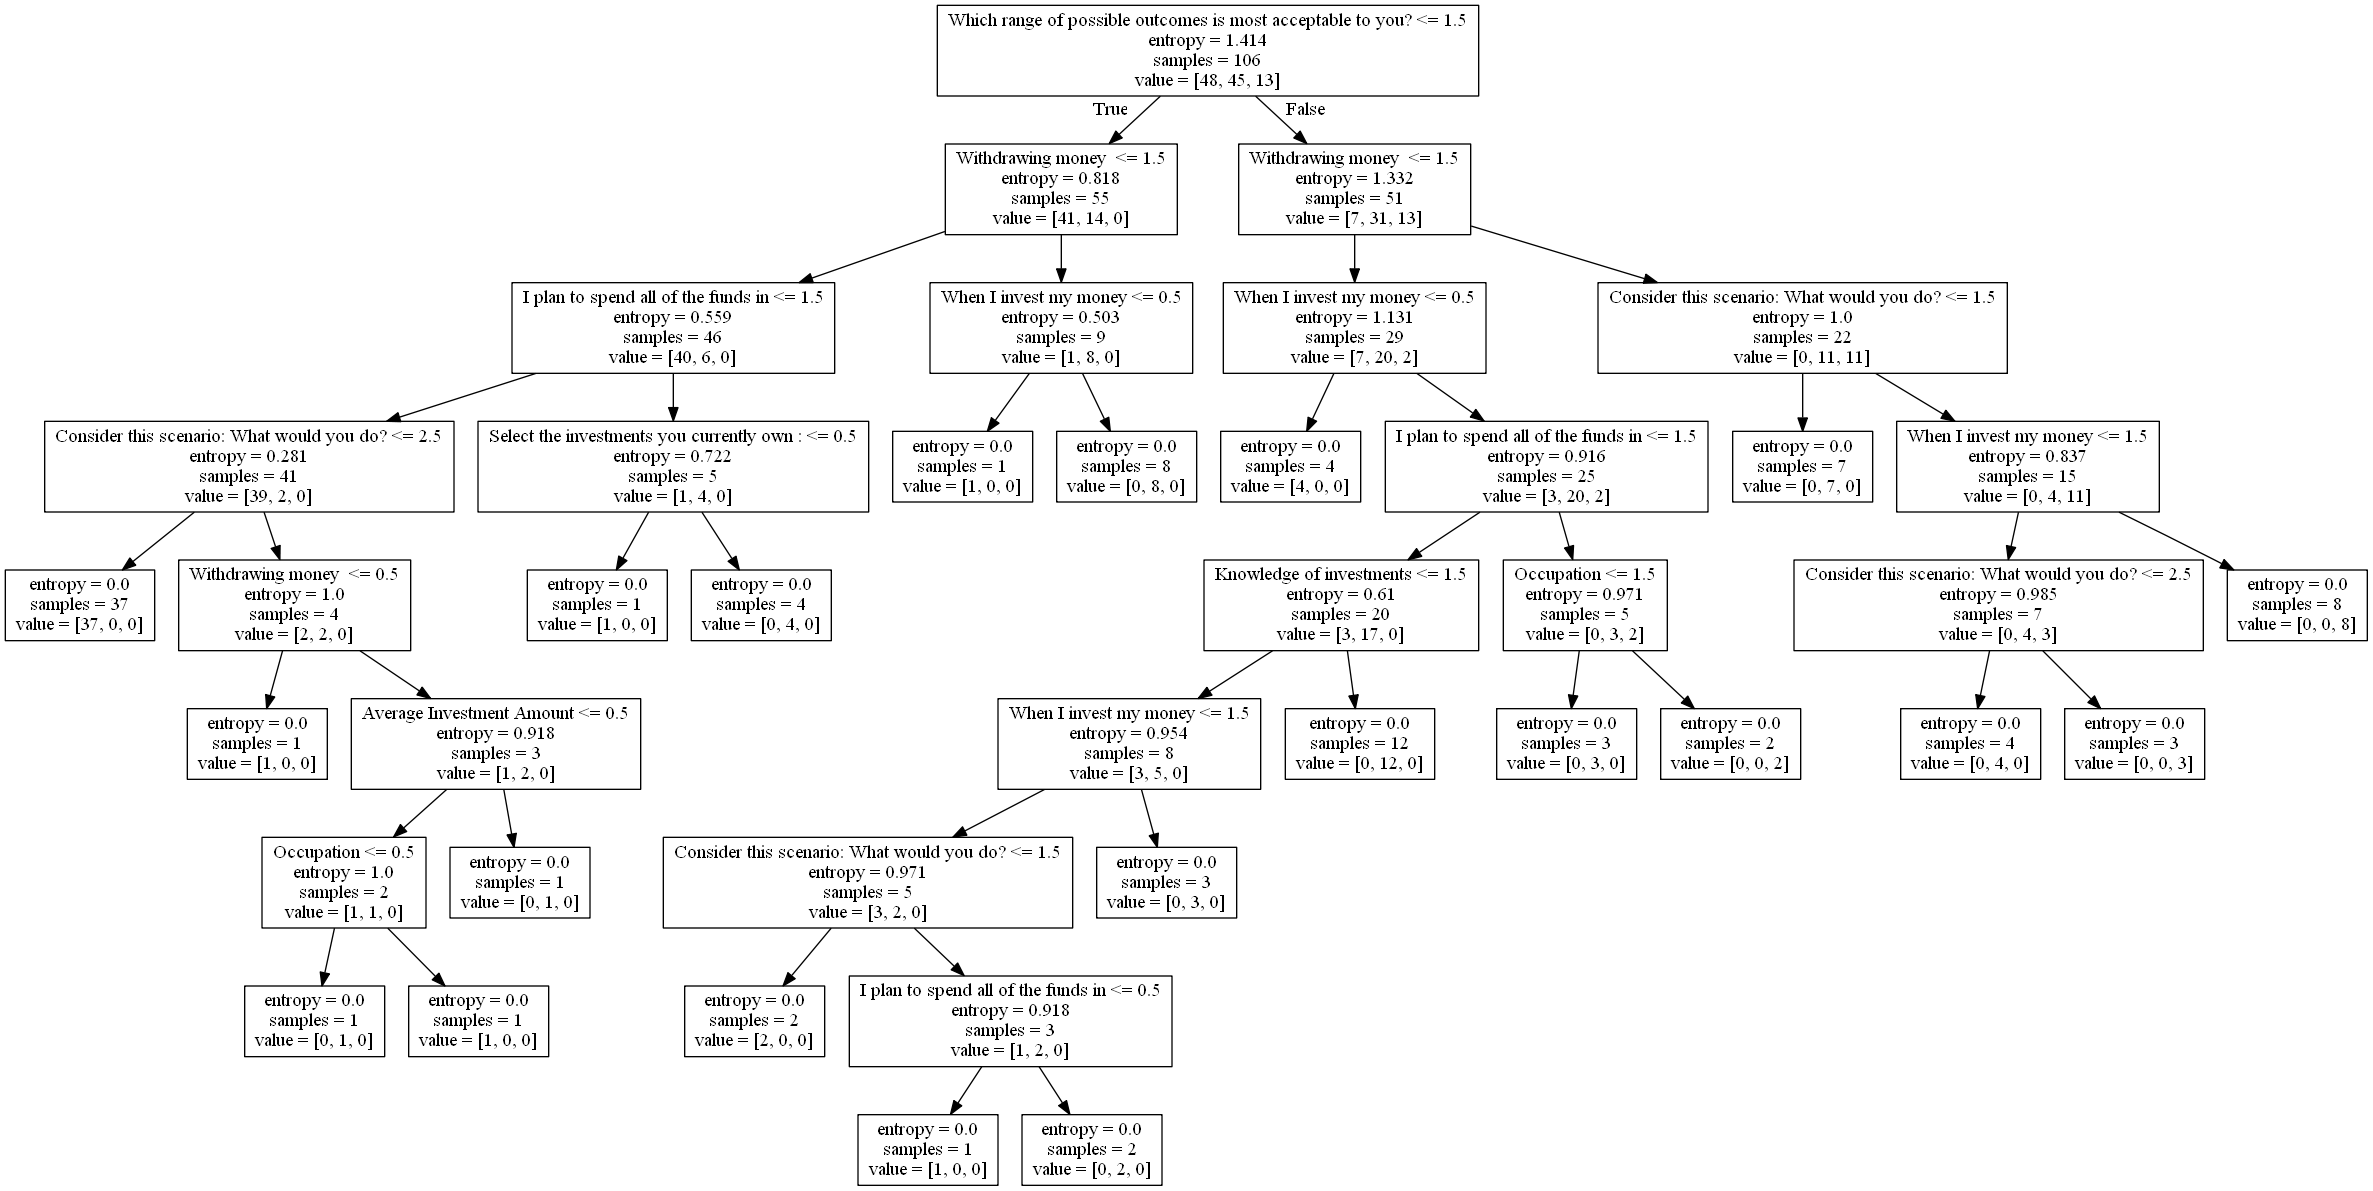 Which range of possible outcomes is most acceptable to you? <= 1.5
entropy = 1.414
samples = 106
value = [48, 45, 13]
True
False
Withdrawing money  <= 1.5
entropy = 0.818
samples = 55
value = [41, 14, 0]
Withdrawing money  <= 1.5
entropy = 1.332
samples = 51
value = [7, 31, 13]
I plan to spend all of the funds in <= 1.5
entropy = 0.559
samples = 46
value = [40, 6, 0]
When I invest my money <= 0.5
entropy = 0.503
samples = 9
value = [1, 8, 0]
When I invest my money <= 0.5
entropy = 1.131
samples = 29
value = [7, 20, 2]
Consider this scenario: What would you do? <= 1.5
entropy = 1.0
samples = 22
value = [0, 11, 11]
Consider this scenario: What would you do? <= 2.5
entropy = 0.281
samples = 41
value = [39, 2, 0]
Select the investments you currently own : <= 0.5
entropy = 0.722
samples = 5
value = [1, 4, 0]
entropy = 0.0
samples = 1
value = [1, 0, 0]
entropy = 0.0
samples = 8
value = [0, 8, 0]
entropy = 0.0
samples = 4
value = [4, 0, 0]
I plan to spend all of the funds in <= 1.5
entropy = 0.916
samples = 25
value = [3, 20, 2]
entropy = 0.0
samples = 7
value = [0, 7, 0]
When I invest my money <= 1.5
entropy = 0.837
samples = 15
value = [0, 4, 11]
entropy = 0.0
samples = 37
value = [37, 0, 0]
Withdrawing money  <= 0.5
entropy = 1.0
samples = 4
value = [2, 2, 0]
entropy = 0.0
samples = 1
value = [1, 0, 0]
entropy = 0.0
samples = 4
value = [0, 4, 0]
Knowledge of investments <= 1.5
entropy = 0.61
samples = 20
value = [3, 17, 0]
Occupation <= 1.5
entropy = 0.971
samples = 5
value = [0, 3, 2]
Consider this scenario: What would you do? <= 2.5
entropy = 0.985
samples = 7
value = [0, 4, 3]
entropy = 0.0
samples = 8
value = [0, 0, 8]
entropy = 0.0
samples = 1
value = [1, 0, 0]
Average Investment Amount <= 0.5
entropy = 0.918
samples = 3
value = [1, 2, 0]
When I invest my money <= 1.5
entropy = 0.954
samples = 8
value = [3, 5, 0]
entropy = 0.0
samples = 12
value = [0, 12, 0]
entropy = 0.0
samples = 3
value = [0, 3, 0]
entropy = 0.0
samples = 2
value = [0, 0, 2]
entropy = 0.0
samples = 4
value = [0, 4, 0]
entropy = 0.0
samples = 3
value = [0, 0, 3]
Occupation <= 0.5
entropy = 1.0
samples = 2
value = [1, 1, 0]
entropy = 0.0
samples = 1
value = [0, 1, 0]
Consider this scenario: What would you do? <= 1.5
entropy = 0.971
samples = 5
value = [3, 2, 0]
entropy = 0.0
samples = 3
value = [0, 3, 0]
entropy = 0.0
samples = 1
value = [0, 1, 0]
entropy = 0.0
samples = 1
value = [1, 0, 0]
entropy = 0.0
samples = 2
value = [2, 0, 0]
I plan to spend all of the funds in <= 0.5
entropy = 0.918
samples = 3
value = [1, 2, 0]
entropy = 0.0
samples = 1
value = [1, 0, 0]
entropy = 0.0
samples = 2
value = [0, 2, 0]